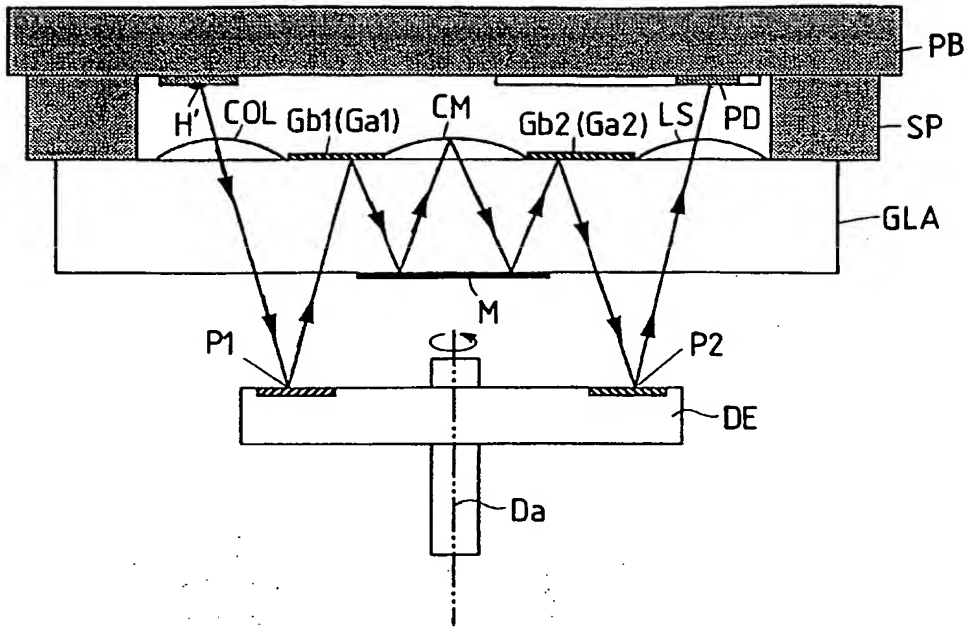 PB
H'
COL
Gb1(Ga1)
CM
Gb2(Ga2)
LS
PD
SP
GLA
M
P1
P2
DE
Da